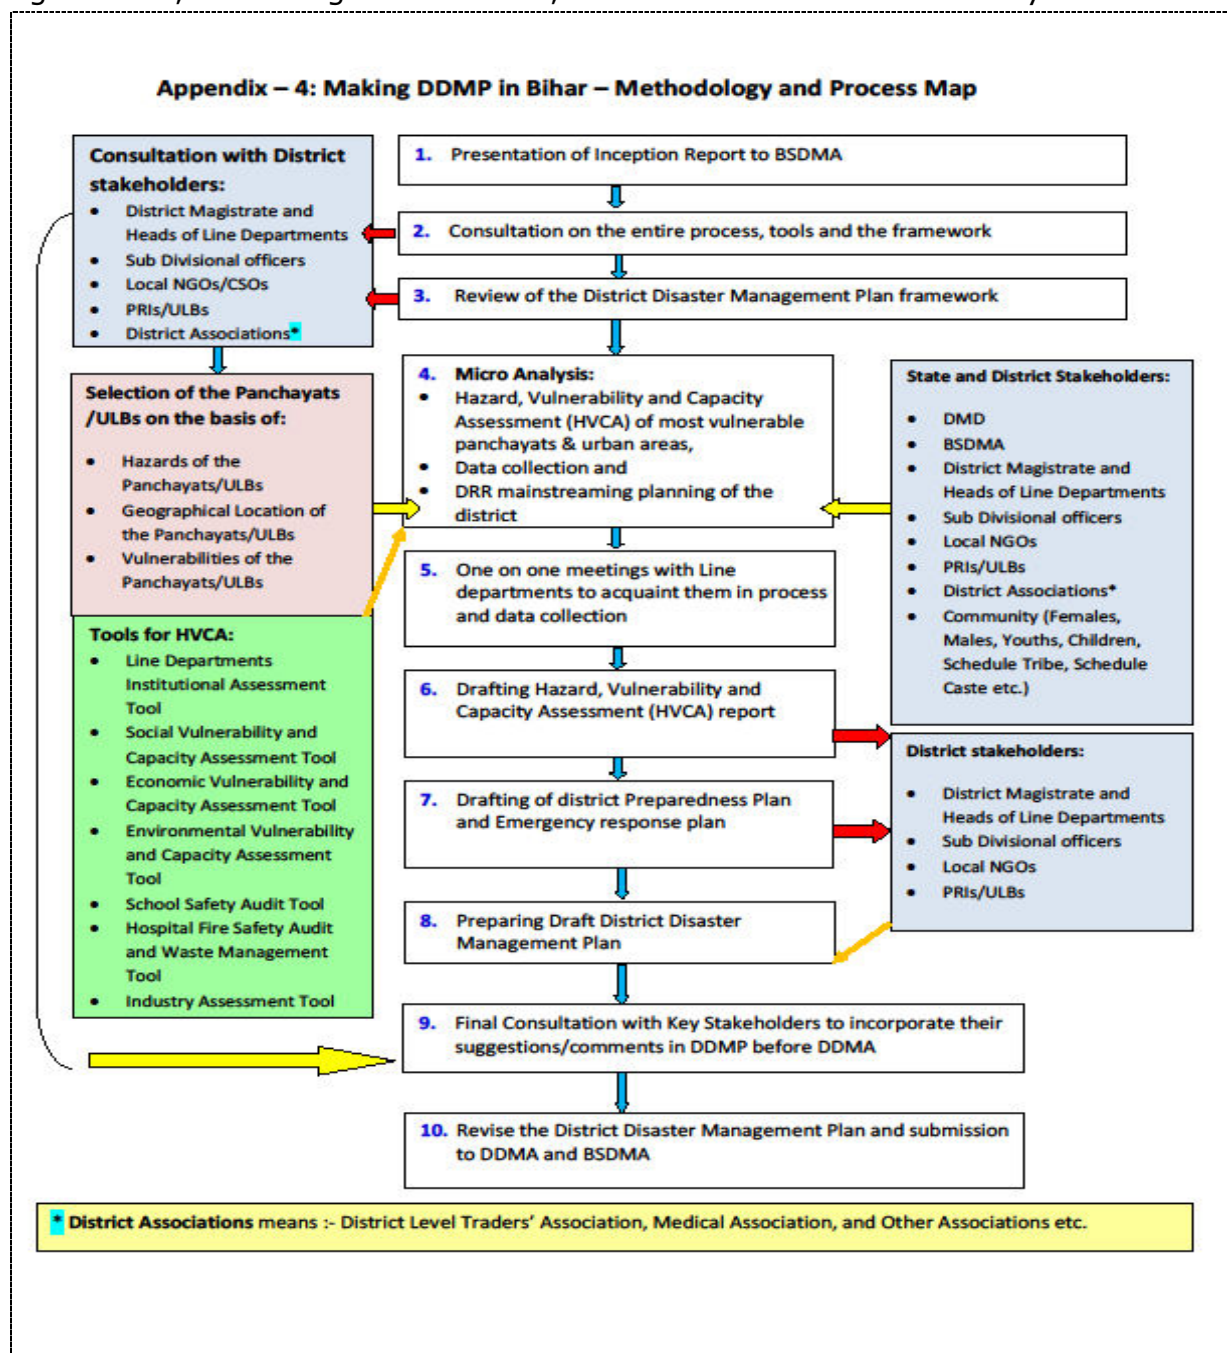 Appendix – 4: Making DDMP in Bihar – Methodology and Process Map
Consultation with District
stakeholders:
• District Magistrate and
Heads of Line Departments
• Sub Divisional officers
• Local NGOs/CSOs
• PRIs/ULBs
• District Associations*
1. Presentation of Inception Report to BSDMA
2. Consultation on the entire process, tools and the framework
3. Review of the District Disaster Management Plan framework
Selection of the Panchayats
/ULBs on the basis of:
• Hazards of the
Panchayats/ULBs
• Geographical Location of
the Panchayats/ULBs
• Vulnerabilities of the
Panchayats/ULBs
4. Micro Analysis:
• Hazard, Vulnerability and Capacity
Assessment (HVCA) of most vulnerable
panchayats & urban areas,
• Data collection and
• DRR mainstreaming planning of the
district
State and District Stakeholders:
• DMD
• BSDMA
• District Magistrate and
Heads of Line Departments
• Sub Divisional officers
• Local NGOs
• PRIs/ULBs
• District Associations*
• Community (Females,
Males, Youths, Children,
Schedule Tribe, Schedule
Caste etc.)
5. One on one meetings with Line
departments to acquaint them in process
and data collection
Tools for HVCA:
• Line Departments
Institutional Assessment
Tool
• Social Vulnerability and
Capacity Assessment Tool
• Economic Vulnerability and
Capacity Assessment Tool
• Environmental Vulnerability
and Capacity Assessment
Tool
• School Safety Audit Tool
• Hospital Fire Safety Audit
and Waste Management
Tool
• Industry Assessment Tool
6. Drafting Hazard, Vulnerability and
Capacity Assessment (HVCA) report
District stakeholders:
• District Magistrate and
Heads of Line Departments
• Sub Divisional officers
• Local NGOs
• PRIs/ULBs
7. Drafting of district Preparedness Plan
and Emergency response plan
8. Preparing Draft District Disaster
Management Plan
9. Final Consultation with Key Stakeholders to incorporate their
suggestions/comments in DDMP before DDMA
10. Revise the District Disaster Management Plan and submission
to DDMA and BSDMA
* District Associations means :- District Level Traders' Association, Medical Association, and Other Associations etc.